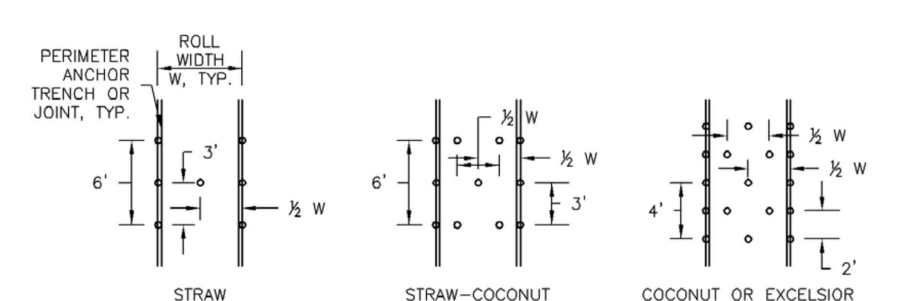 PERIMETER
ANCHOR
TRENCH OR
JOINT, TYP.
ROLL
WIDTH
W, TYP.
6'
3'
½ W
STRAW
½ W
½ W
6'
3'
STRAW-COCONUT
½ W
½ W
4'
2'
COCONUT OR EXCELSIOR